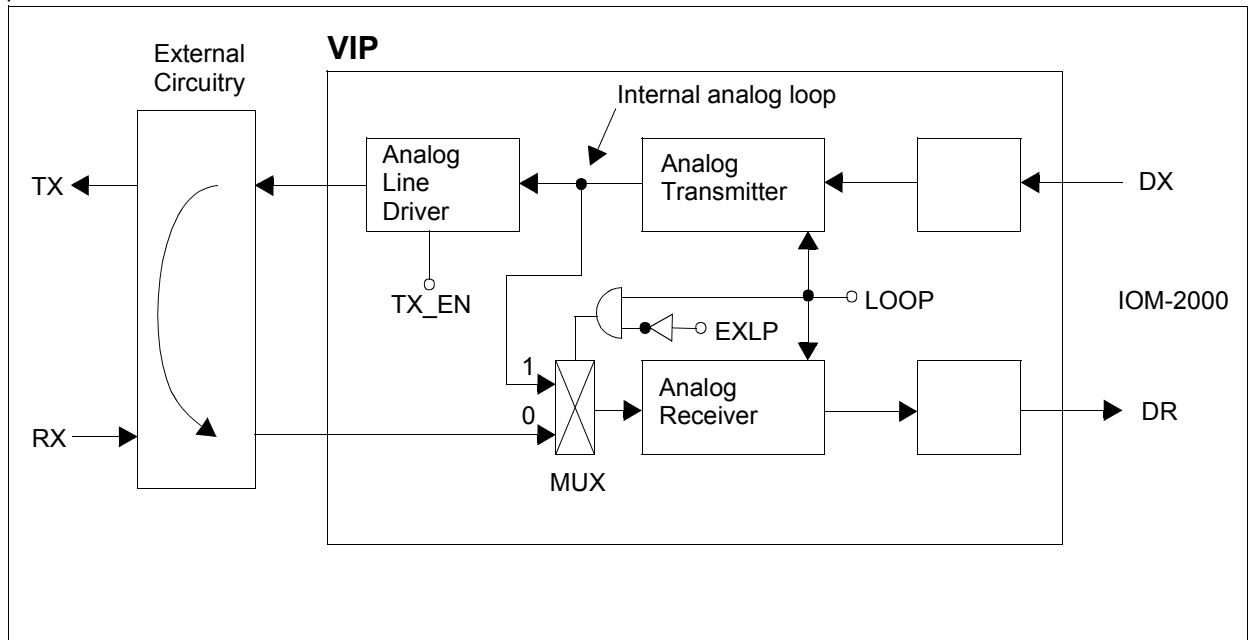 External
Circuitry
VIP
Internal analog loop
TX
Analog
Line
Driver
Analog
Transmitter
DX
TX_EN
LOOP
IOM-2000
EXLP
1
0
Analog
Receiver
RX
DR
MUX